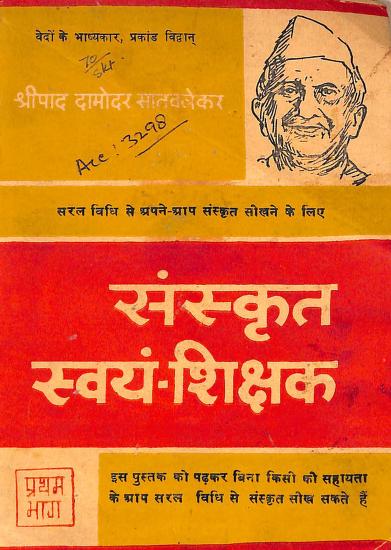 वेदों के भाष्यकार, प्रकांड विद्वान्
श्रीपाद दामोदर सातवलेकर
Acc: 3298
सरल विधि से अपने-आप संस्कृत सीखने के लिए
संस्कृत
स्वयं-शिक्षक
प्रथम
भाग
इस पुस्तक को पढ़कर बिना किसी की सहायता
के आप सरल विधि से संस्कृत सीख सकते हैं